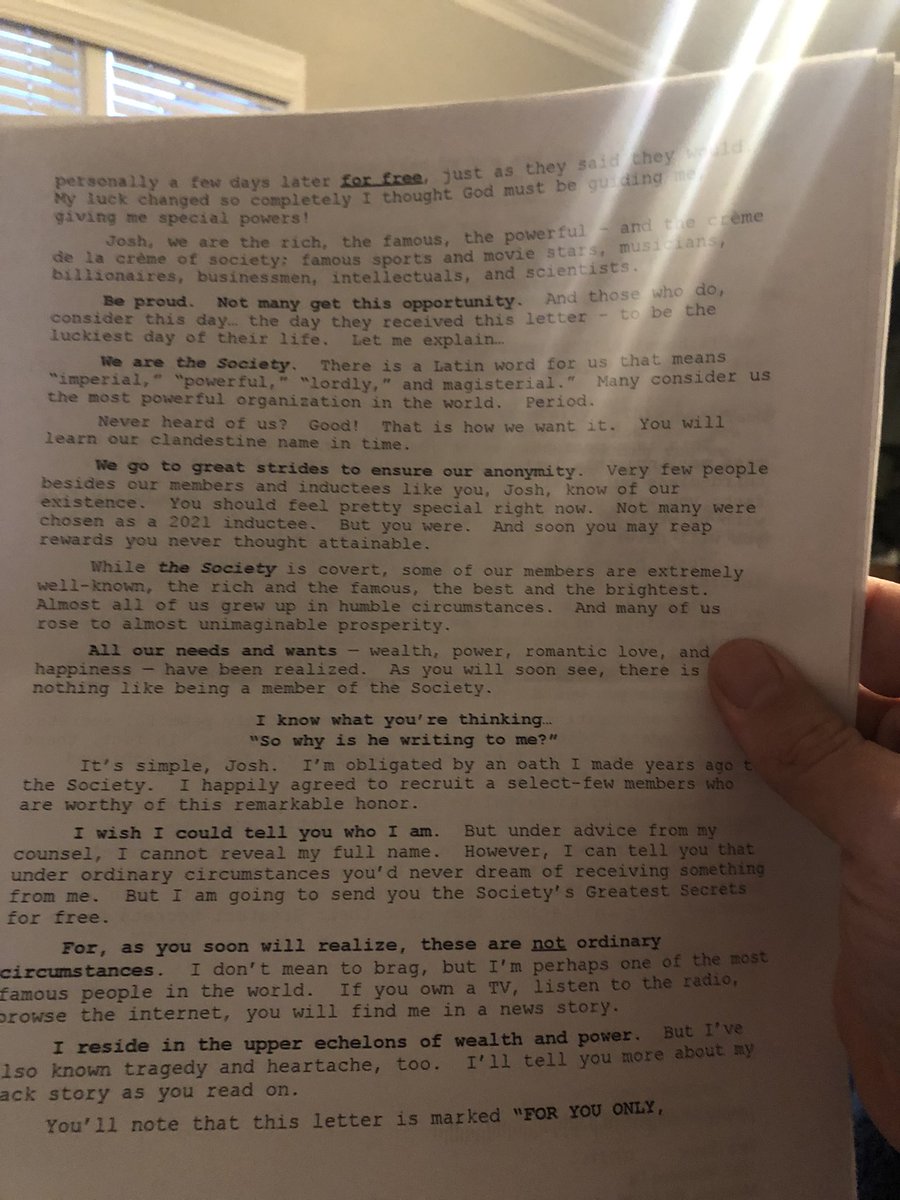 personally a few days later for free, just as they said they would.
My luck changed so completely I thought God must be guiding me,
giving me special powers!
Josh, we are the rich, the famous, the powerful – and the crème
de la crème of society: famous sports and movie stars, musicians,
billionaires, businessmen, intellectuals, and scientists.
Be proud. Not many get this opportunity. And those who do,
consider this day… the day they received this letter – to be the
luckiest day of their life. Let me explain…
We are the Society. There is a Latin word for us that means
“imperial,” “powerful,” “lordly,” and magisterial.” Many consider us
the most powerful organization in the world. Period.
Never heard of us? Good! That is how we want it. You will
learn our clandestine name in time.
We go to great strides to ensure our anonymity. Very few people
besides our members and inductees like you, Josh, know of our
existence. You should feel pretty special right now. Not many were
chosen as a 2021 inductee. But you were. And soon you may reap
rewards you never thought attainable.
While the Society is covert, some of our members are extremely
well-known, the rich and the famous, the best and the brightest.
Almost all of us grew up in humble circumstances. And many of us
rose to almost unimaginable prosperity.
All our needs and wants — wealth, power, romantic love, and
happiness — have been realized. As you will soon see, there is
nothing like being a member of the Society.
I know what you’re thinking…
“So why is he writing to me?”
It’s simple, Josh. I’m obligated by an oath I made years ago t
the Society. I happily agreed to recruit a select-few members who
are worthy of this remarkable honor.
I wish I could tell you who I am. But under advice from my
counsel, I cannot reveal my full name. However, I can tell you that
under ordinary circumstances you’d never dream of receiving something
from me. But I am going to send you the Society’s Greatest Secrets
for free.
For, as you soon will realize, these are not ordinary
circumstances. I don’t mean to brag, but I’m perhaps one of the most
famous people in the world. If you own a TV, listen to the radio,
browse the internet, you will find me in a news story.
I reside in the upper echelons of wealth and power. But I’ve
lso known tragedy and heartache, too. I’ll tell you more about my
ack story as you read on.
You’ll note that this letter is marked “FOR YOU ONLY,